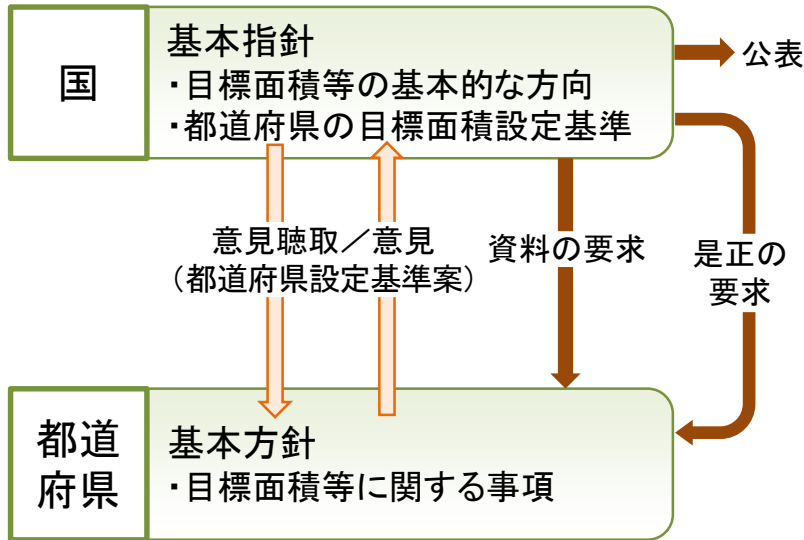 国
基本指針
・目標面積等の基本的な方向
・都道府県の目標面積設定基準
公表
意見聴取／意見
（都道府県設定基準案）
資料の要求
是正の
要求
都道
府県
基本方針
・目標面積等に関する事項